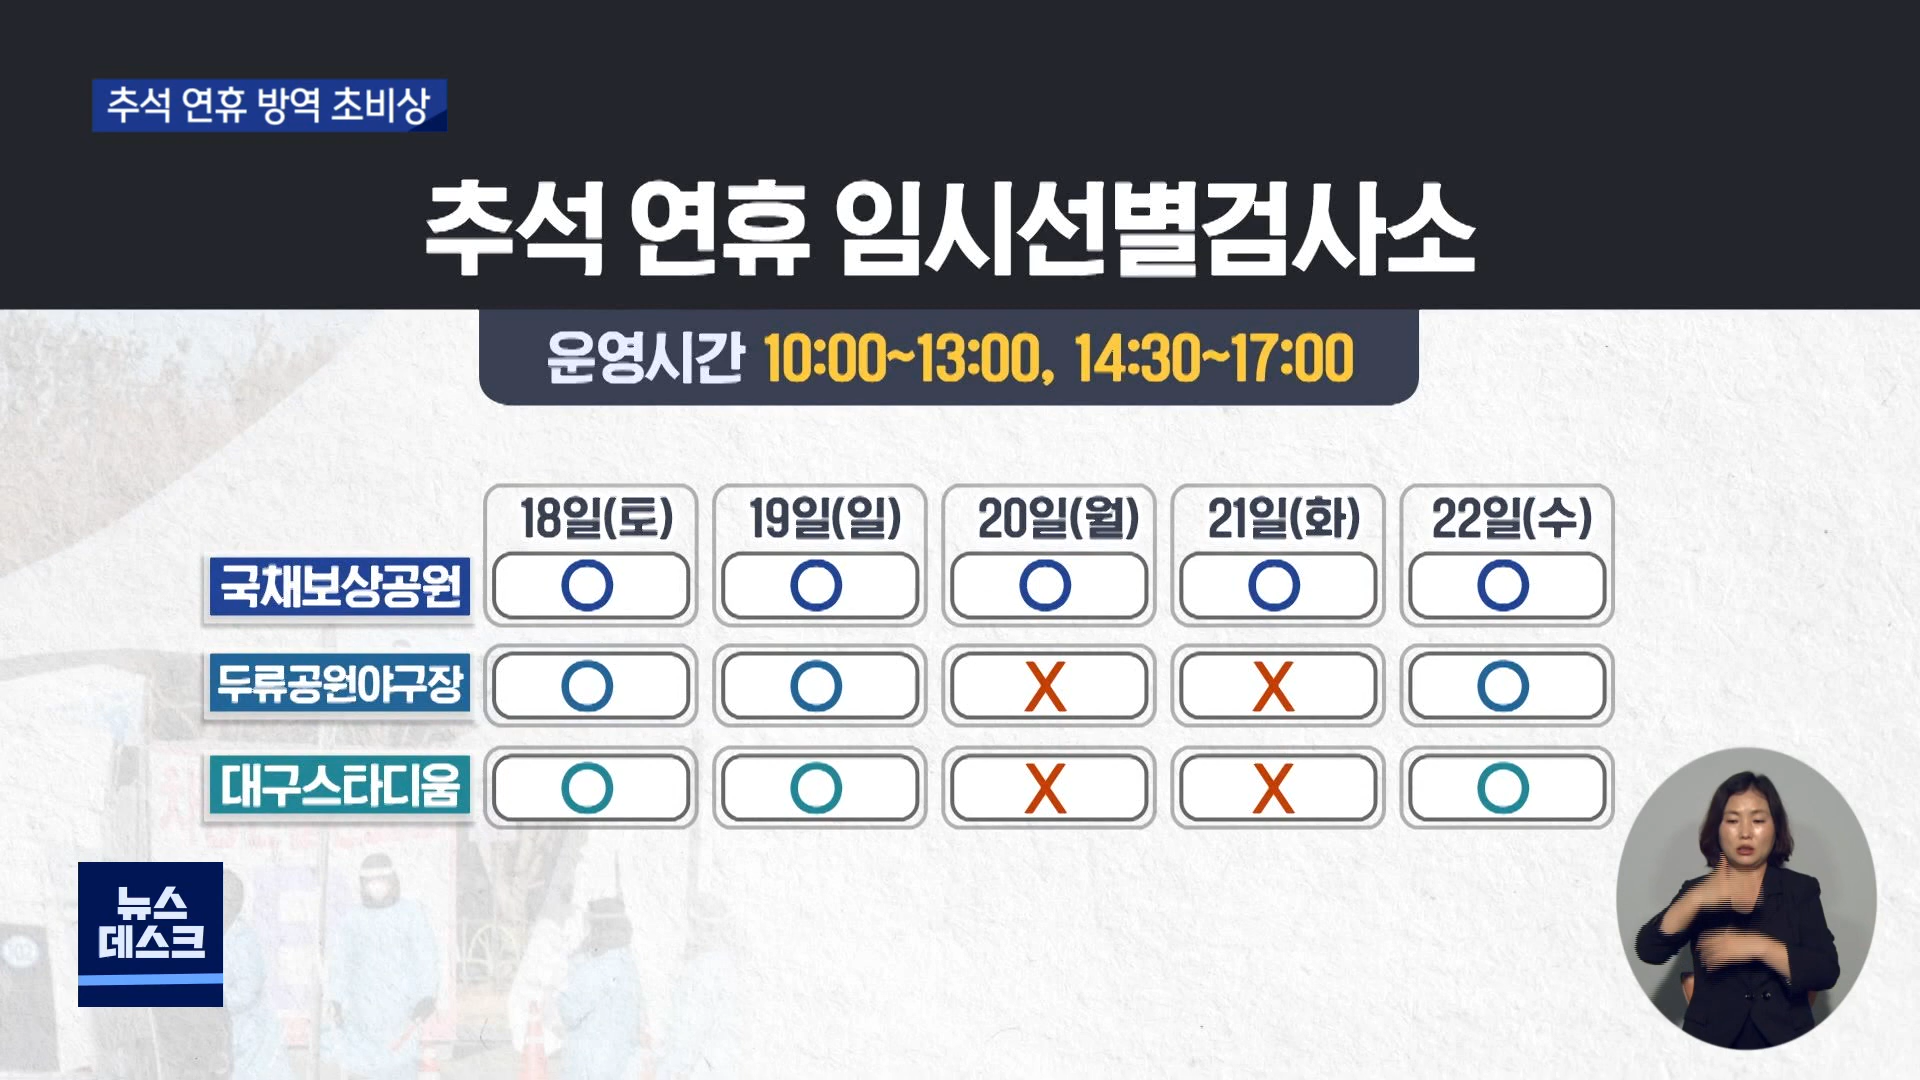 추석 연휴 방역 초비상
추석 연휴 임시선별검사소
운영시간 10:00~13:00, 14:30~17:00
18일(토) 19일(일) 20일(월) 21일(화) 22일(수)
국채보상공원 O O O O O
두류공원야구장 O O X X O
대구스타디움 O O X X O
뉴스
데스크